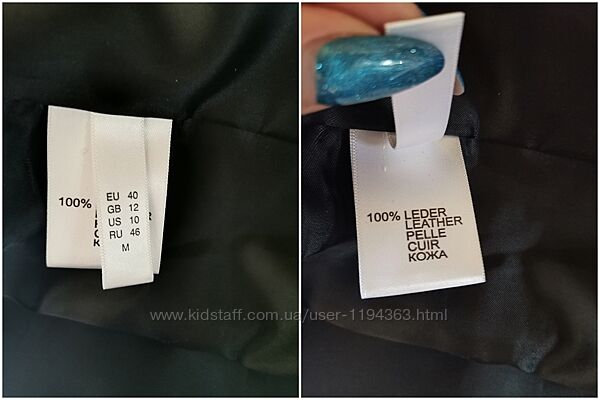 100%
EU 40
GB 12
US 10
RU 46
M
100% LEDER
LEATHER
PELLE
CUIR
КОЖА
www.kidstaff.com.ua/user-1194363.html